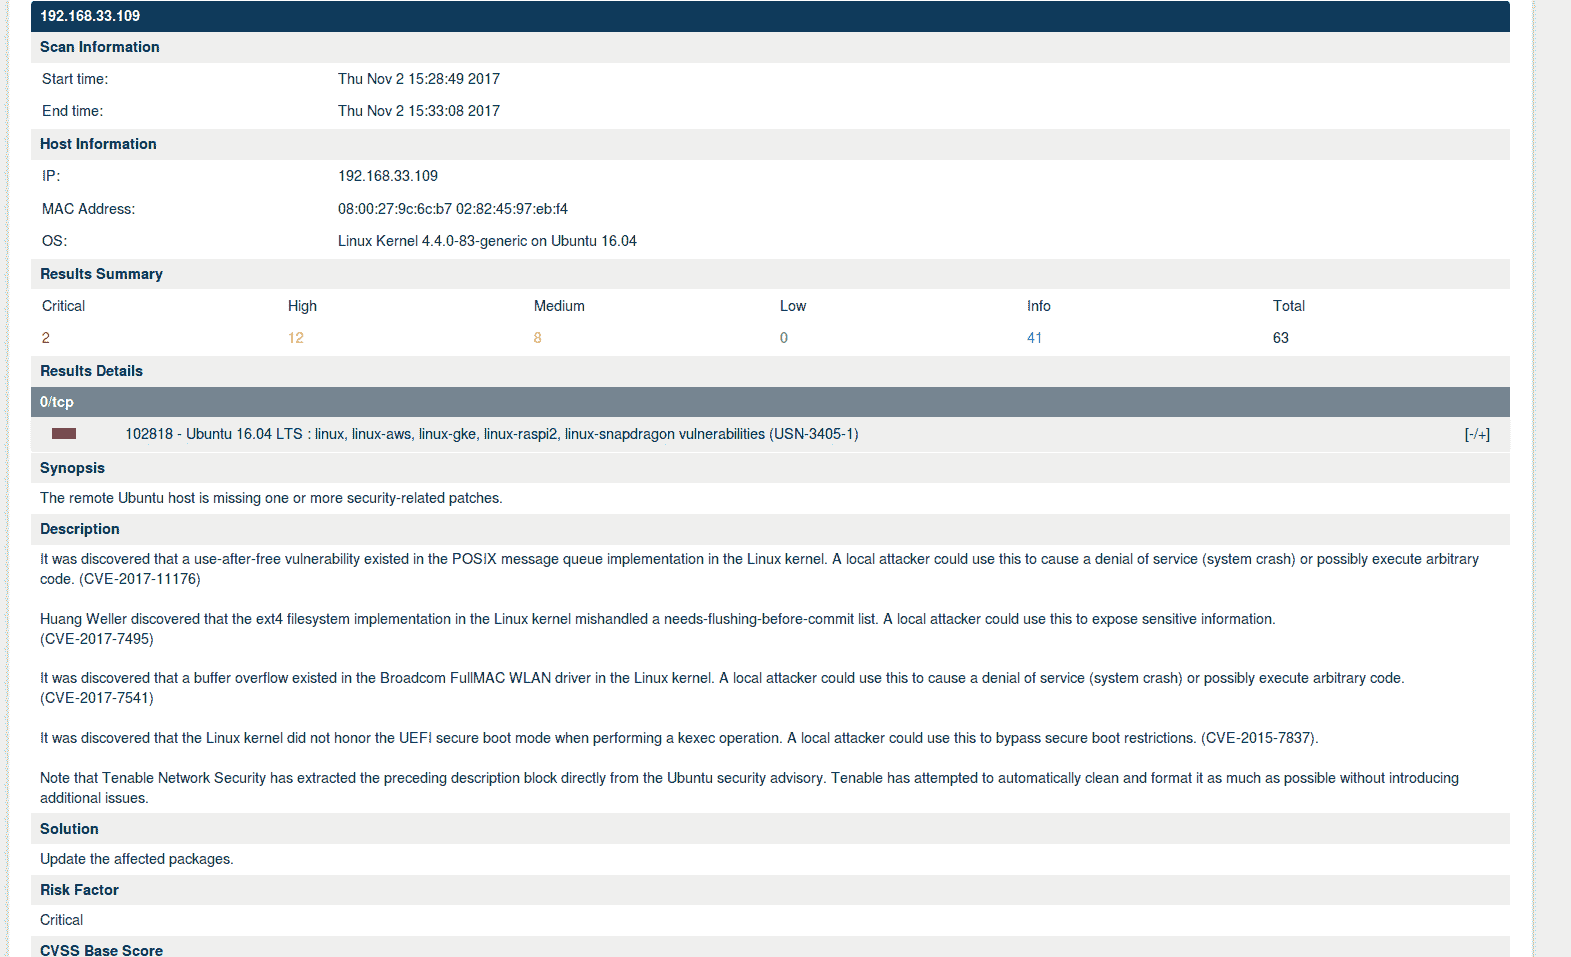 192.168.33.109
Scan Information
Start time: Thu Nov 2 15:28:49 2017
End time: Thu Nov 2 15:33:08 2017
Host Information
IP: 192.168.33.109
MAC Address: 08:00:27:9c:6c:b7 02:82:45:97:eb:f4
OS: Linux Kernel 4.4.0-83-generic on Ubuntu 16.04
Results Summary
Critical High Medium Low Info Total
2 12 8 0 41 63
Results Details
0/tcp
102818 - Ubuntu 16.04 LTS : linux, linux-aws, linux-gke, linux-raspi2, linux-snapdragon vulnerabilities (USN-3405-1) [-/+]
Synopsis
The remote Ubuntu host is missing one or more security-related patches.
Description
It was discovered that a use-after-free vulnerability existed in the POSIX message queue implementation in the Linux kernel. A local attacker could use this to cause a denial of service (system crash) or possibly execute arbitrary
code. (CVE-2017-11176)
Huang Weller discovered that the ext4 filesystem implementation in the Linux kernel mishandled a needs-flushing-before-commit list. A local attacker could use this to expose sensitive information.
(CVE-2017-7495)
It was discovered that a buffer overflow existed in the Broadcom FullMAC WLAN driver in the Linux kernel. A local attacker could use this to cause a denial of service (system crash) or possibly execute arbitrary code.
(CVE-2017-7541)
It was discovered that the Linux kernel did not honor the UEFI secure boot mode when performing a kexec operation. A local attacker could use this to bypass secure boot restrictions. (CVE-2015-7837).
Note that Tenable Network Security has extracted the preceding description block directly from the Ubuntu security advisory. Tenable has attempted to automatically clean and format it as much as possible without introducing
additional issues.
Solution
Update the affected packages.
Risk Factor
Critical
CVSS Base Score